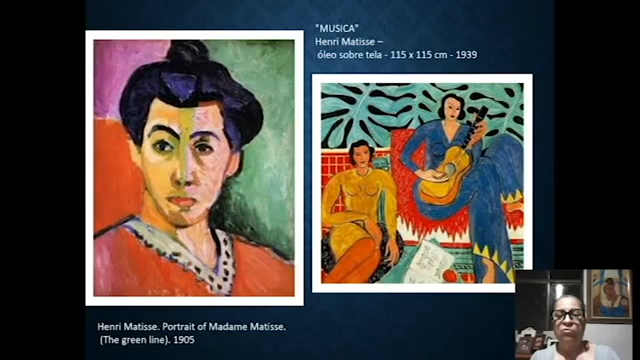 "MUSICA"
Henri Matisse –
óleo sobre tela - 115 x 115 cm - 1939
Henri Matisse. Portrait of Madame Matisse.
(The green line). 1905